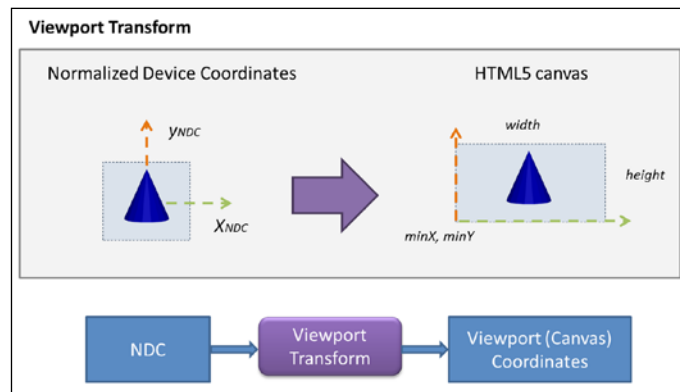 Viewport Transform
Normalized Device Coordinates
HTML5 canvas
yNDC
XNDC
width
height
minX, minY
NDC
Viewport
Transform
Viewport (Canvas)
Coordinates